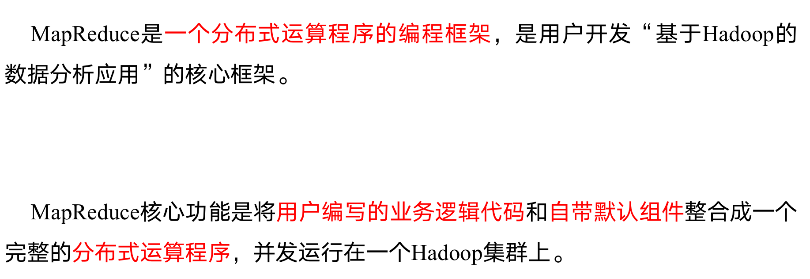 MapReduce是一个分布式运算程序的编程框架，是用户开发“基于Hadoop的
数据分析应用”的核心框架。
MapReduce核心功能是将用户编写的业务逻辑代码和自带默认组件整合成一个
完整的分布式运算程序，并发运行在一个Hadoop集群上。